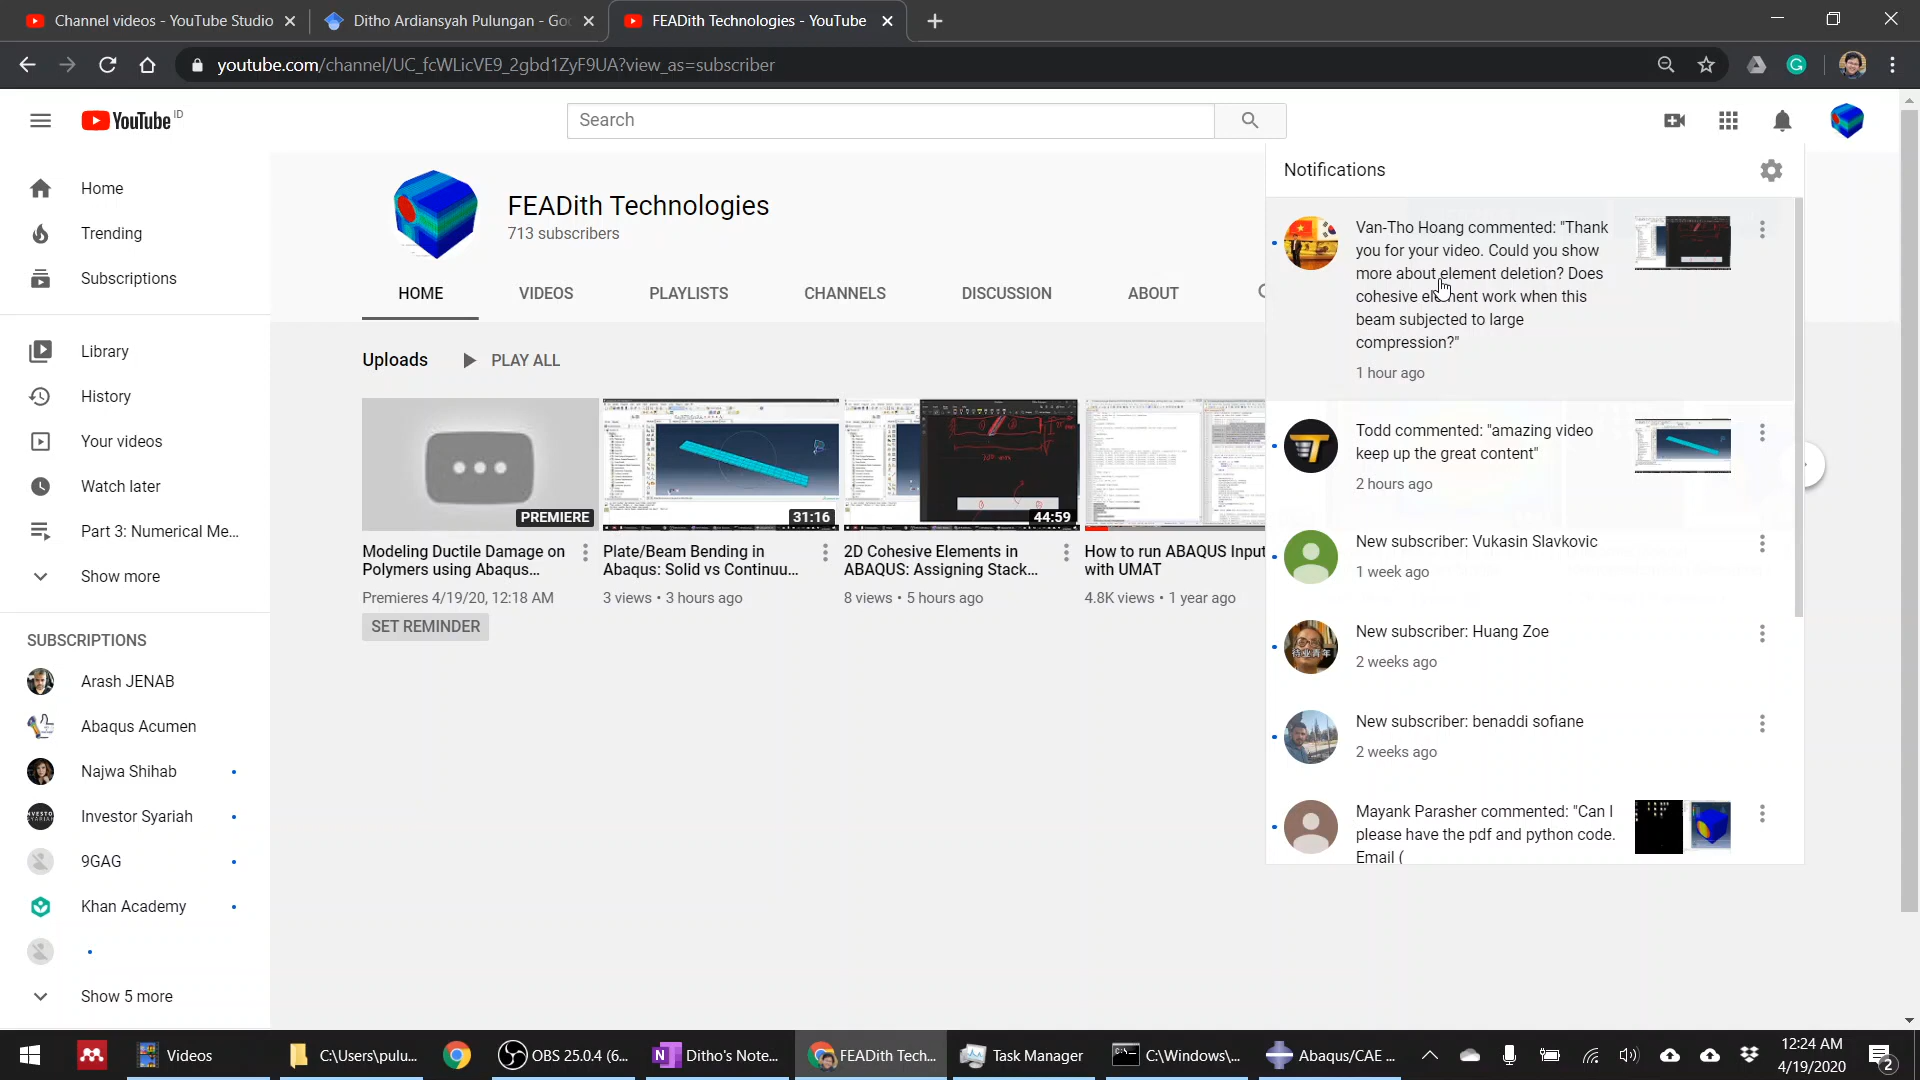 Channel videos - YouTube Studio
Ditho Ardiansyah Pulungan - Goo
FEADith Technologies - YouTube
youtube.com/channel/UC_fcWLicVE9_2gbd1ZyF9UA?view_as=subscriber
YouTube ID
Search
Home
Trending
Subscriptions
Library
History
Your videos
Watch later
Part 3: Numerical Me...
Show more
SUBSCRIPTIONS
Arash JENAB
Abaqus Acumen
Najwa Shihab
Investor Syariah
9GAG
Khan Academy
Show 5 more
FEADith Technologies
713 subscribers
HOME VIDEOS PLAYLISTS CHANNELS DISCUSSION ABOUT
Uploads PLAY ALL
PREMIERE
Modeling Ductile Damage on
Polymers using Abaqus...
Premieres 4/19/20, 12:18 AM
SET REMINDER
31:16
Plate/Beam Bending in
Abaqus: Solid vs Continuu...
3 views • 3 hours ago
44:59
2D Cohesive Elements in
ABAQUS: Assigning Stack...
8 views • 5 hours ago
How to run ABAQUS Input
with UMAT
4.8K views • 1 year ago
Notifications
Van-Tho Hoang commented: "Thank
you for your video. Could you show
more about element deletion? Does
cohesive element work when this
beam subjected to large
compression?"
1 hour ago
Todd commented: "amazing video
keep up the great content"
2 hours ago
New subscriber: Vukasin Slavkovic
1 week ago
New subscriber: Huang Zoe
2 weeks ago
New subscriber: benaddi sofiane
2 weeks ago
Mayank Parasher commented: "Can I
please have the pdf and python code.
Email (
Videos
C:\Users\pulu...
OBS 25.0.4 (6...
Ditho's Note...
FEADith Tech...
Task Manager
C:\Windows\...
Abaqus/CAE ...
12:24 AM
4/19/2020
2